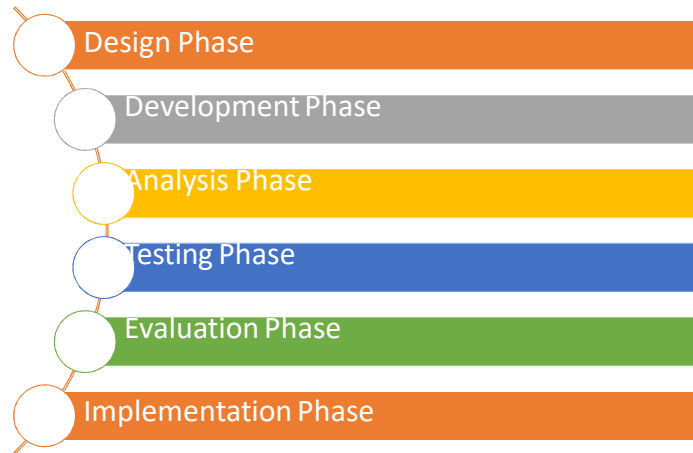 Design Phase
Development Phase
Analysis Phase
Testing Phase
Evaluation Phase
Implementation Phase